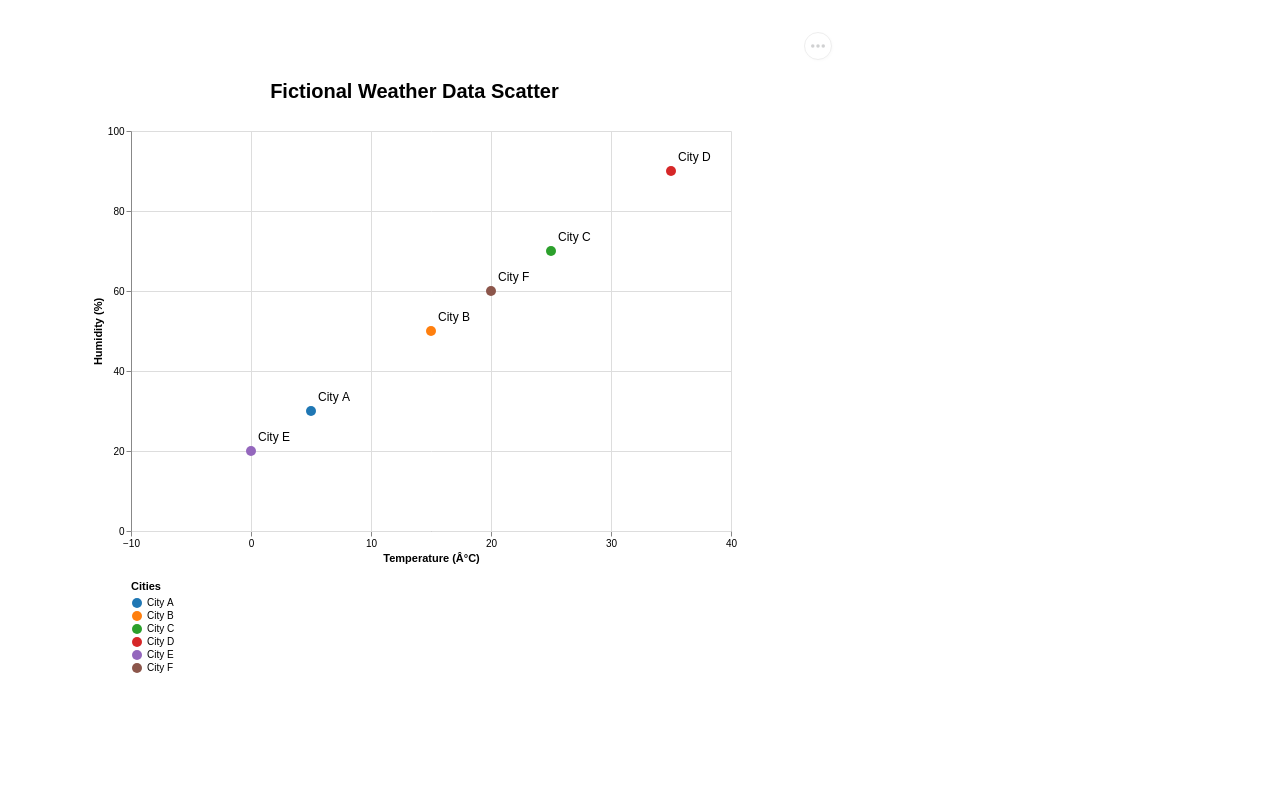 Fictional Weather Data Scatter
100
80
60
40
20
0
Humidity (%)
City D
City C
City F
City B
City A
City E
−10
0
10
20
30
40
Temperature (Â°C)
Cities
City A
City B
City C
City D
City E
City F